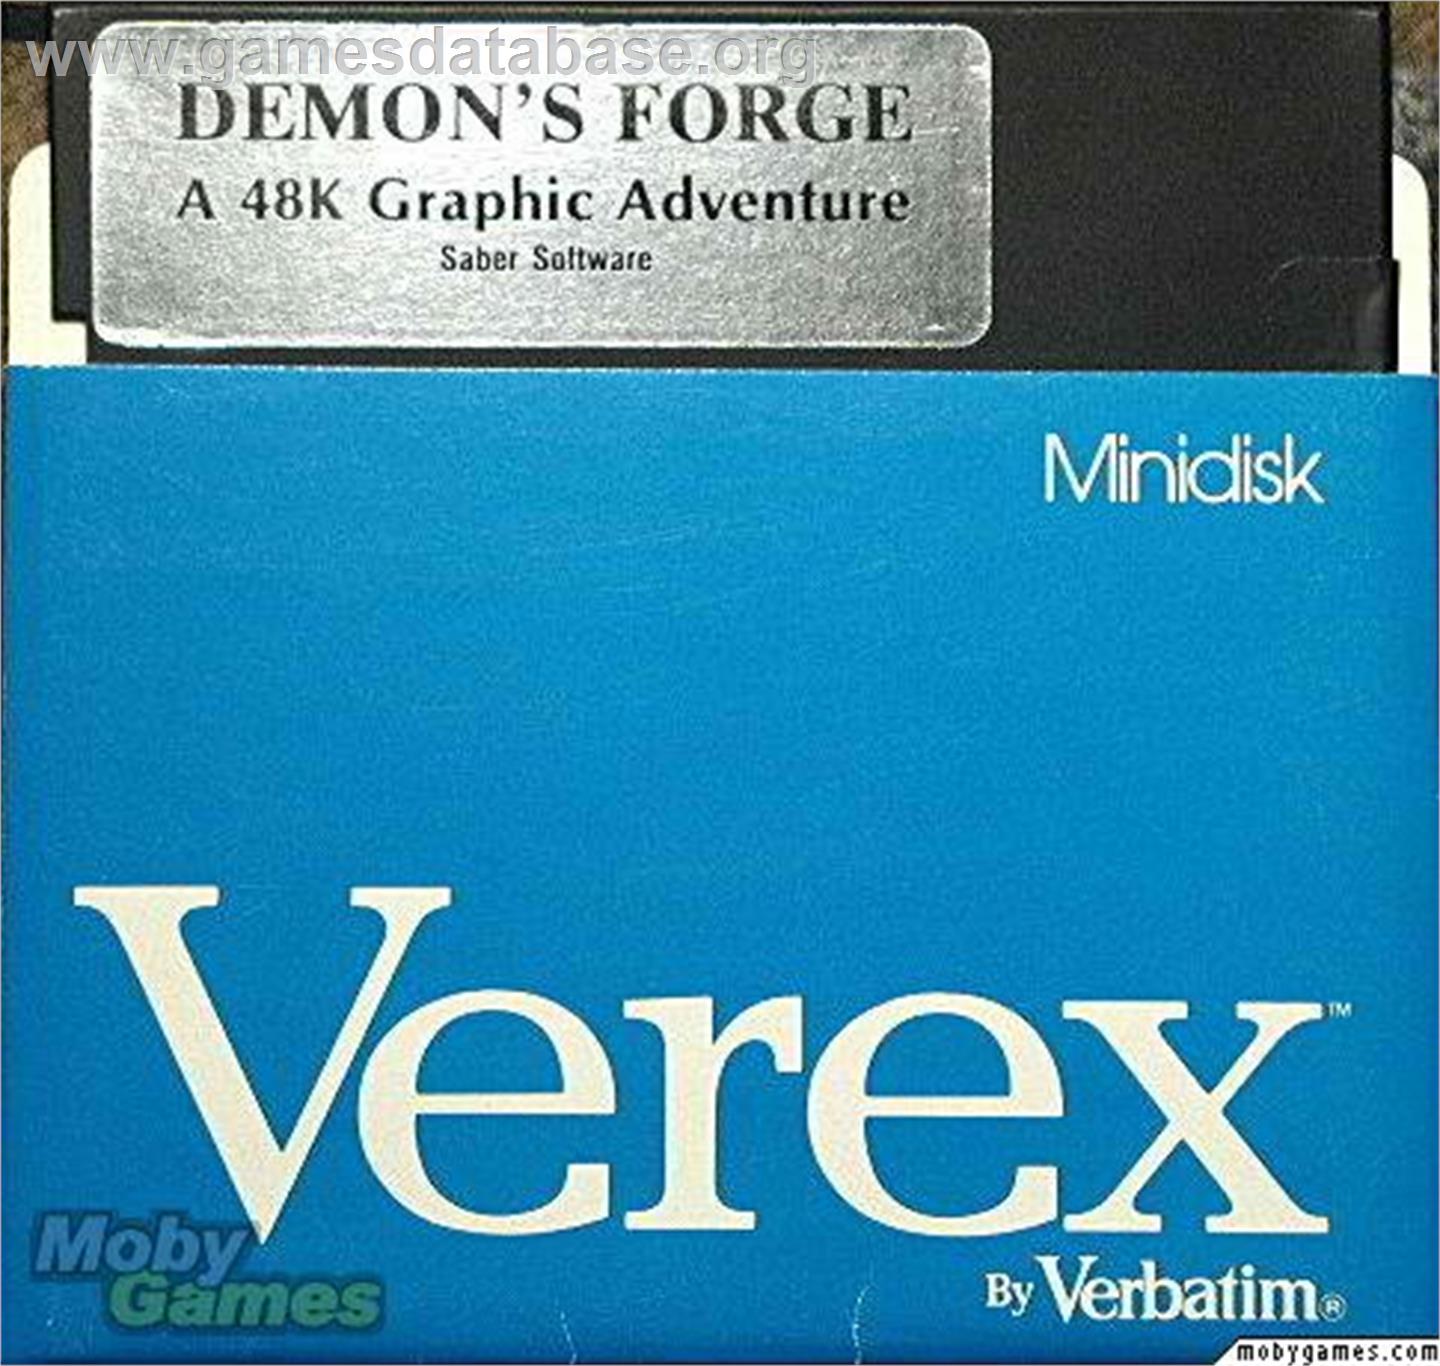 www.gamesdatabase.org
DEMON'S FORGE
A 48K Graphic Adventure
Saber Software
Minidisk
Verex™
By Verbatim®
Moby
Games
mobygames.com